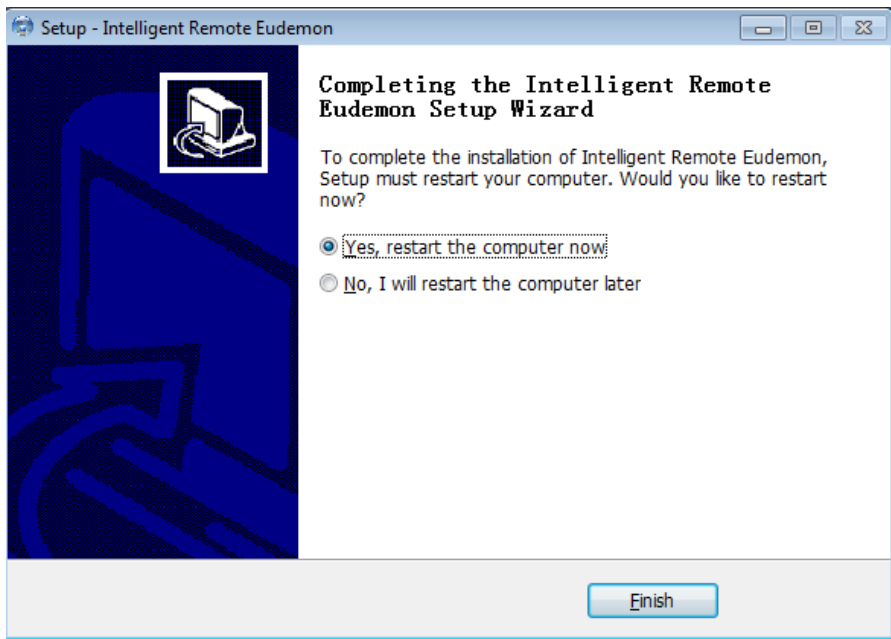 Setup - Intelligent Remote Eudemon
Completing the Intelligent Remote
Eudemon Setup Wizard
To complete the installation of Intelligent Remote Eudemon,
Setup must restart your computer. Would you like to restart
now?
Yes, restart the computer now
No, I will restart the computer later
Finish